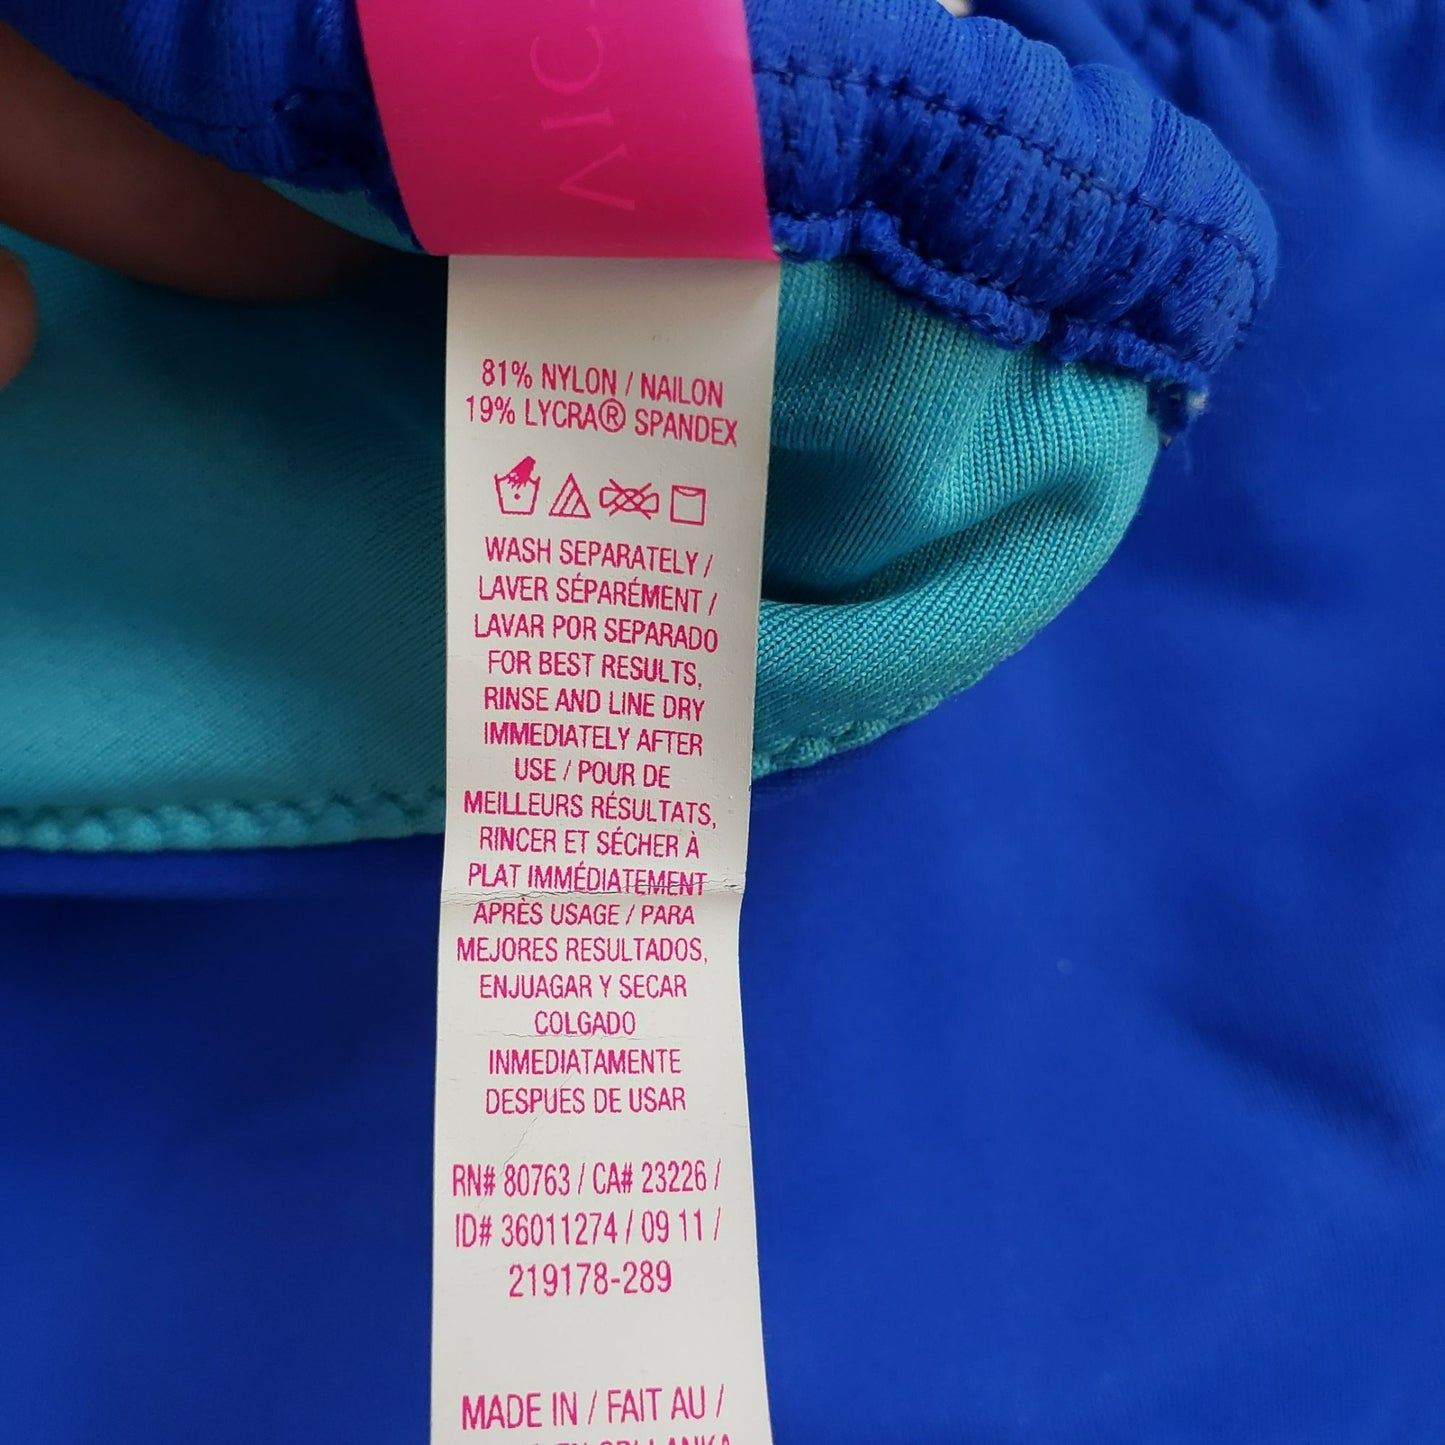 81% NYLON / NAILON
19% LYCRA® SPANDEX
WASH SEPARATELY /
LAVER SÉPARÉMENT /
LAVAR POR SEPARADO
FOR BEST RESULTS,
RINSE AND LINE DRY
IMMEDIATELY AFTER
USE / POUR DE
MEILLEURS RÉSULTATS,
RINCER ET SÉCHER À
PLAT IMMÉDIATEMENT
APRÈS USAGE / PARA
MEJORES RESULTADOS,
ENJUAGAR Y SECAR
COLGADO
INMEDIATAMENTE
DESPUES DE USAR
RN# 80763 / CA# 23226 /
ID# 36011274 / 09 11 /
219178-289
MADE IN / FAIT AU /
EN SRI LANKA